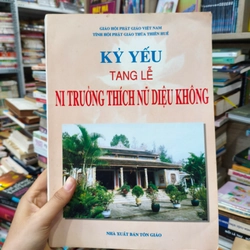 GIÁO HỘI PHẬT GIÁO VIỆT NAM
TỈNH HỘI PHẬT GIÁO THỪA THIÊN HUẾ
KỶ YẾU
TANG LỄ
NI TRƯỞNG THÍCH NỮ DIỆU KHÔNG
NHÀ XUẤT BẢN TÔN GIÁO